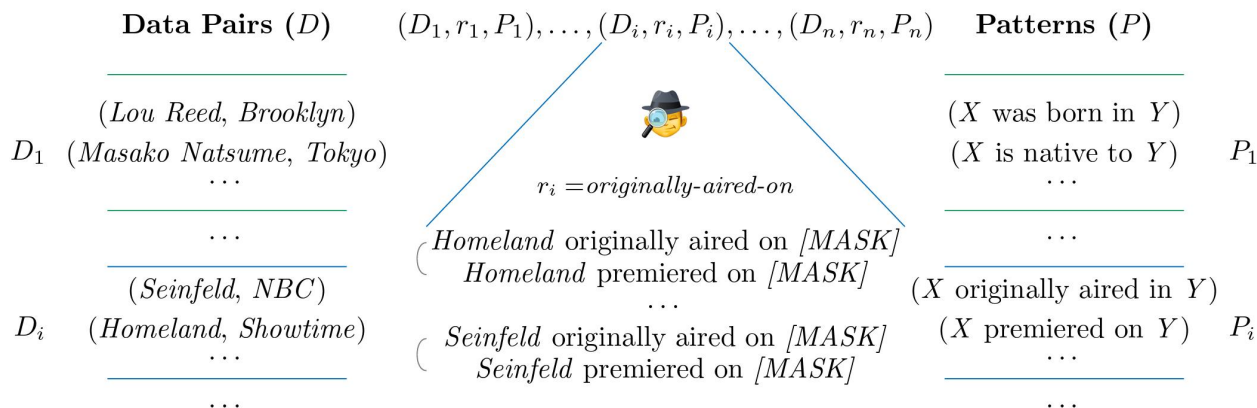 Data Pairs (D) (D₁, r₁, P₁), . . . , (Dᵢ, rᵢ, Pᵢ), . . . , (Dₙ, rₙ, Pₙ) Patterns (P)
(Lou Reed, Brooklyn) (X was born in Y)
D₁ (Masako Natsume, Tokyo) (X is native to Y) P₁
. . . . . .
rᵢ =originally-aired-on
. . . Homeland originally aired on [MASK] . . .
Homeland premiered on [MASK]
(Seinfeld, NBC) (X originally aired in Y)
. . .
Dᵢ (Homeland, Showtime) Seinfeld originally aired on [MASK] (X premiered on Y) Pᵢ
. . . Seinfeld premiered on [MASK] . . .
. . . . . .